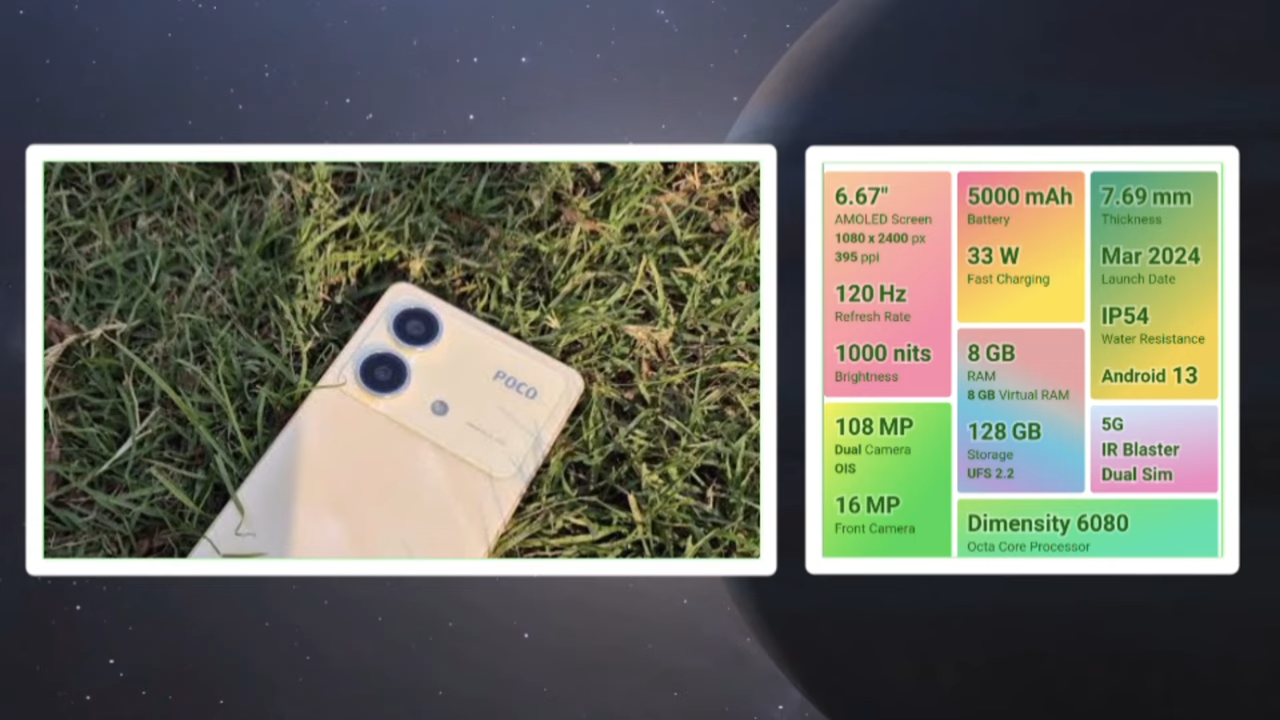 POCO
6.67"
AMOLED Screen
1080 x 2400 px
395 ppi
120 Hz
Refresh Rate
1000 nits
Brightness
108 MP
Dual Camera
OIS
16 MP
Front Camera
5000 mAh
Battery
33 W
Fast Charging
8 GB
RAM
8 GB Virtual RAM
128 GB
Storage
UFS 2.2
7.69 mm
Thickness
Mar 2024
Launch Date
IP54
Water Resistance
Android 13
5G
IR Blaster
Dual Sim
Dimensity 6080
Octa Core Processor